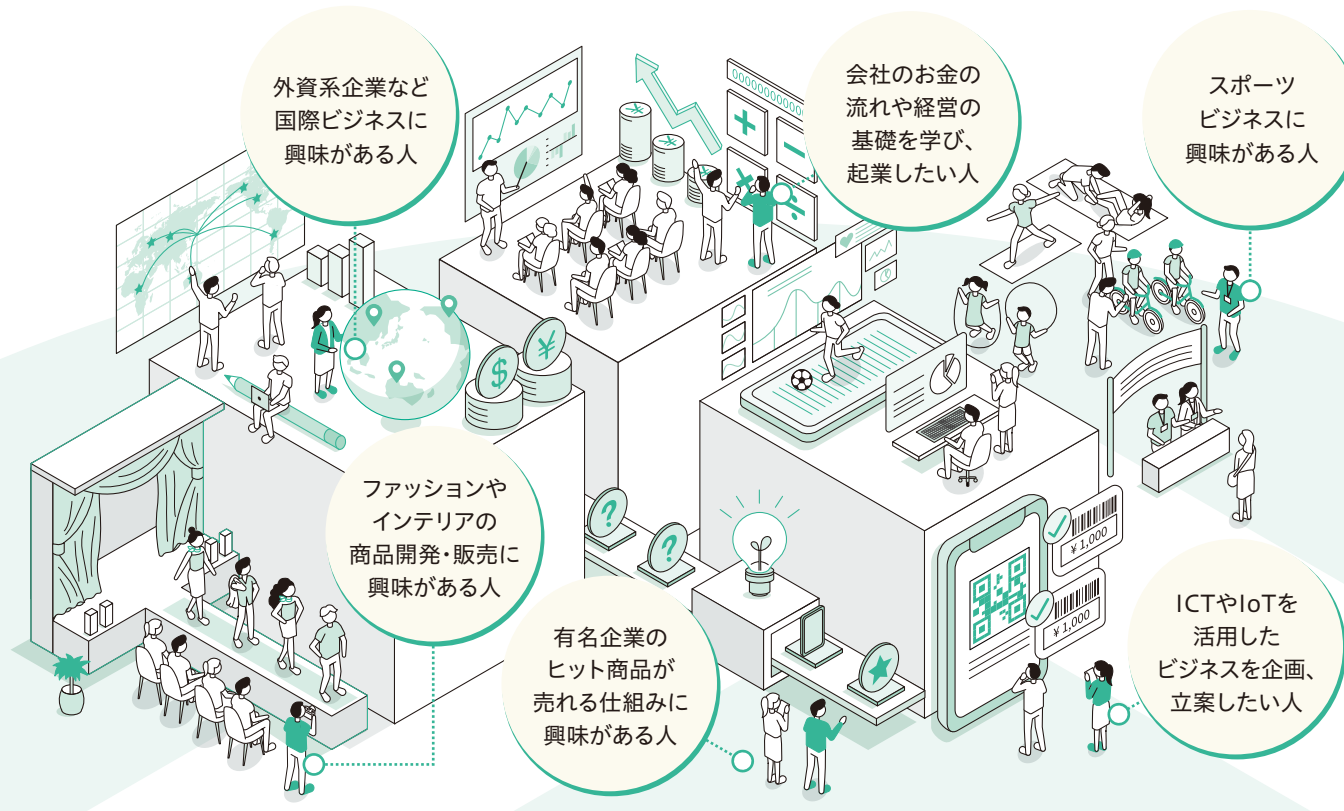 外資系企業など
国際ビジネスに
興味がある人
会社のお金の
流れや経営の
基礎を学び、
起業したい人
スポーツ
ビジネスに
興味がある人
ファッションや
インテリアの
商品開発・販売に
興味がある人
有名企業の
ヒット商品が
売れる仕組みに
興味がある人
ICTやIoTを
活用した
ビジネスを企画、
立案したい人
$
¥
?
?
¥1,000
¥1,000